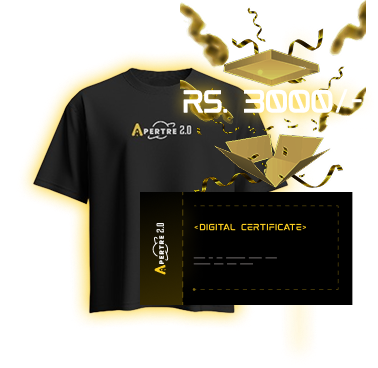 RS. 3000/-
APERTRE 2.0
<DIGITAL CERTIFICATE>
APERTRE 2.0